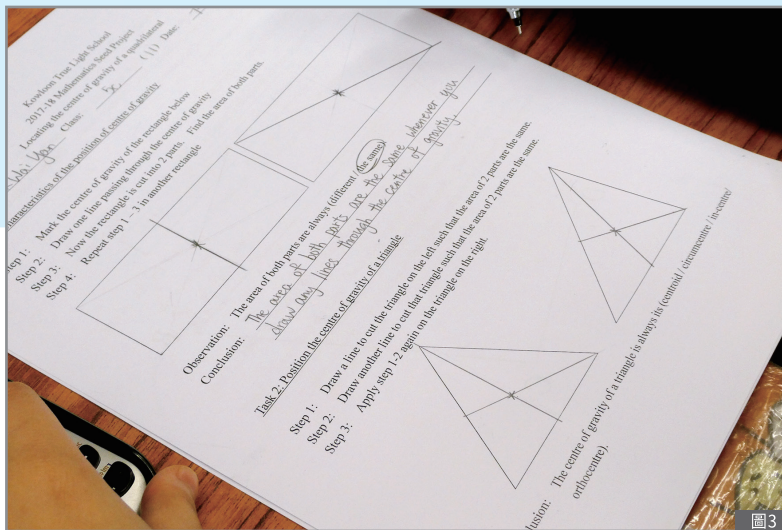 Kowloon True Light School
2017-18 Mathematics Seed Project
Locating the centre of gravity of a quadrilateral
Wai Yan Class: 5C ( 11 ) Date:
haracteristics of the position of centre of gravity
Step 1: Mark the centre of gravity of the rectangle below
Step 2: Draw one line passing through the centre of gravity
Step 3: Now the rectangle is cut into 2 parts. Find the area of both parts.
Step 4: Repeat step 1 – 3 in another rectangle
Observation: The area of both parts are always (different / the same)
Conclusion: The area of both parts are the same whenever you
draw any lines through the centre of gravity.
Task 2: Position the centre of gravity of a triangle
Step 1: Draw a line to cut the triangle on the left such that the area of 2 parts are the same.
Step 2: Draw another line to cut that triangle such that the area of 2 parts are the same.
Step 3: Apply step 1-2 again on the triangle on the right.
lusion: The centre of gravity of a triangle is always its (centroid / circumcentre / in-centre/
orthocentre).
圖3